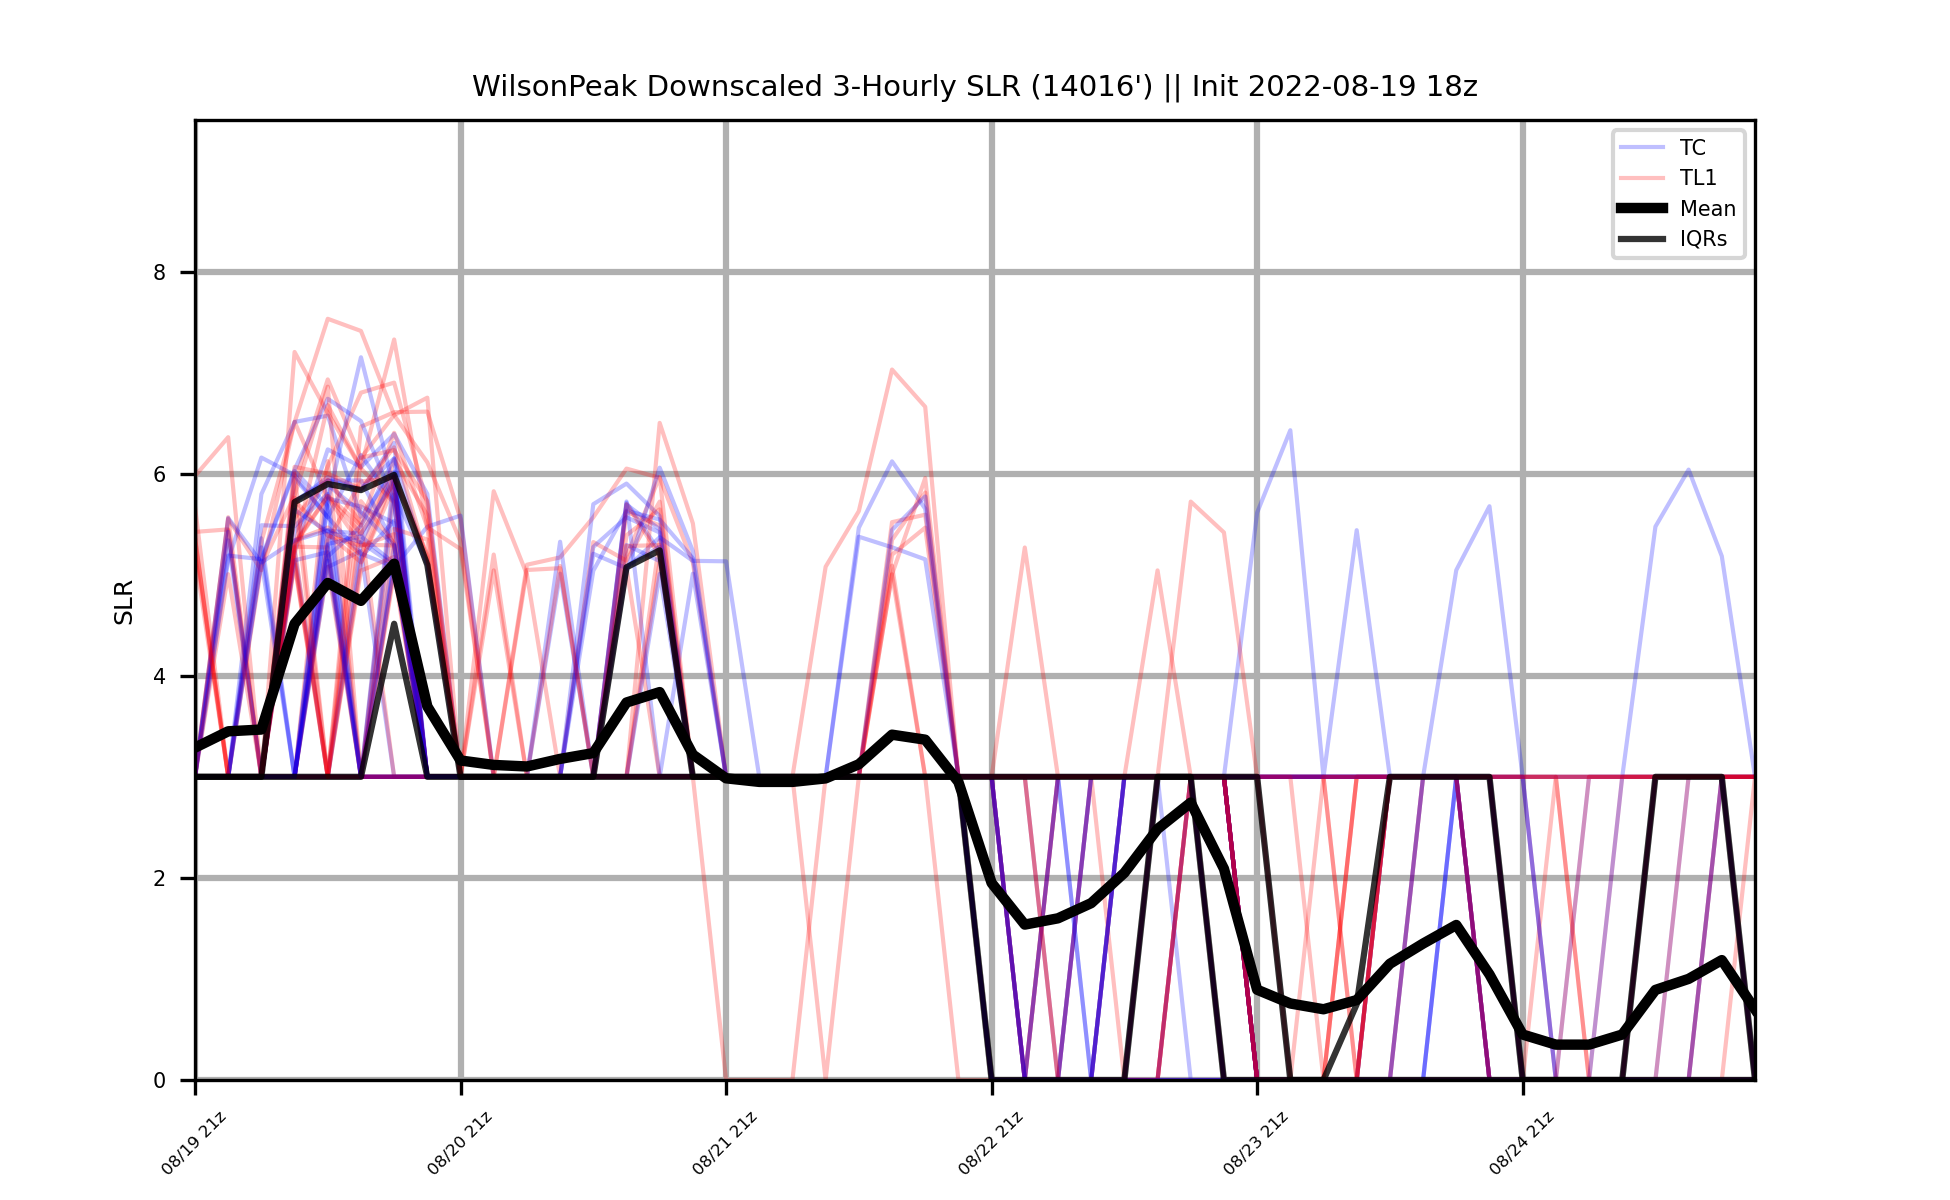 WilsonPeak Downscaled 3-Hourly SLR (14016') || Init 2022-08-19 18z
TC
TL1
Mean
IQRs
SLR
8
6
4
2
0
08/19 21z
08/20 21z
08/21 21z
08/22 21z
08/23 21z
08/24 21z